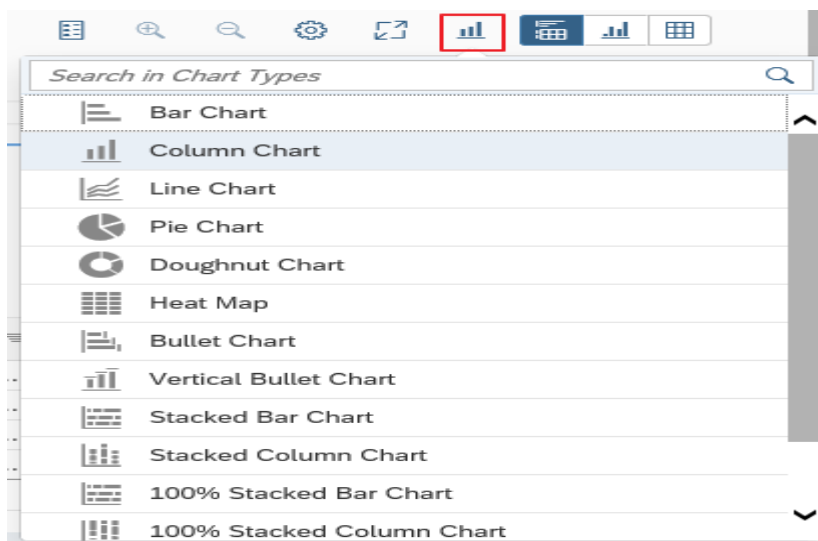 Search in Chart Types
Bar Chart
Column Chart
Line Chart
Pie Chart
Doughnut Chart
Heat Map
Bullet Chart
Vertical Bullet Chart
Stacked Bar Chart
Stacked Column Chart
100% Stacked Bar Chart
100% Stacked Column Chart